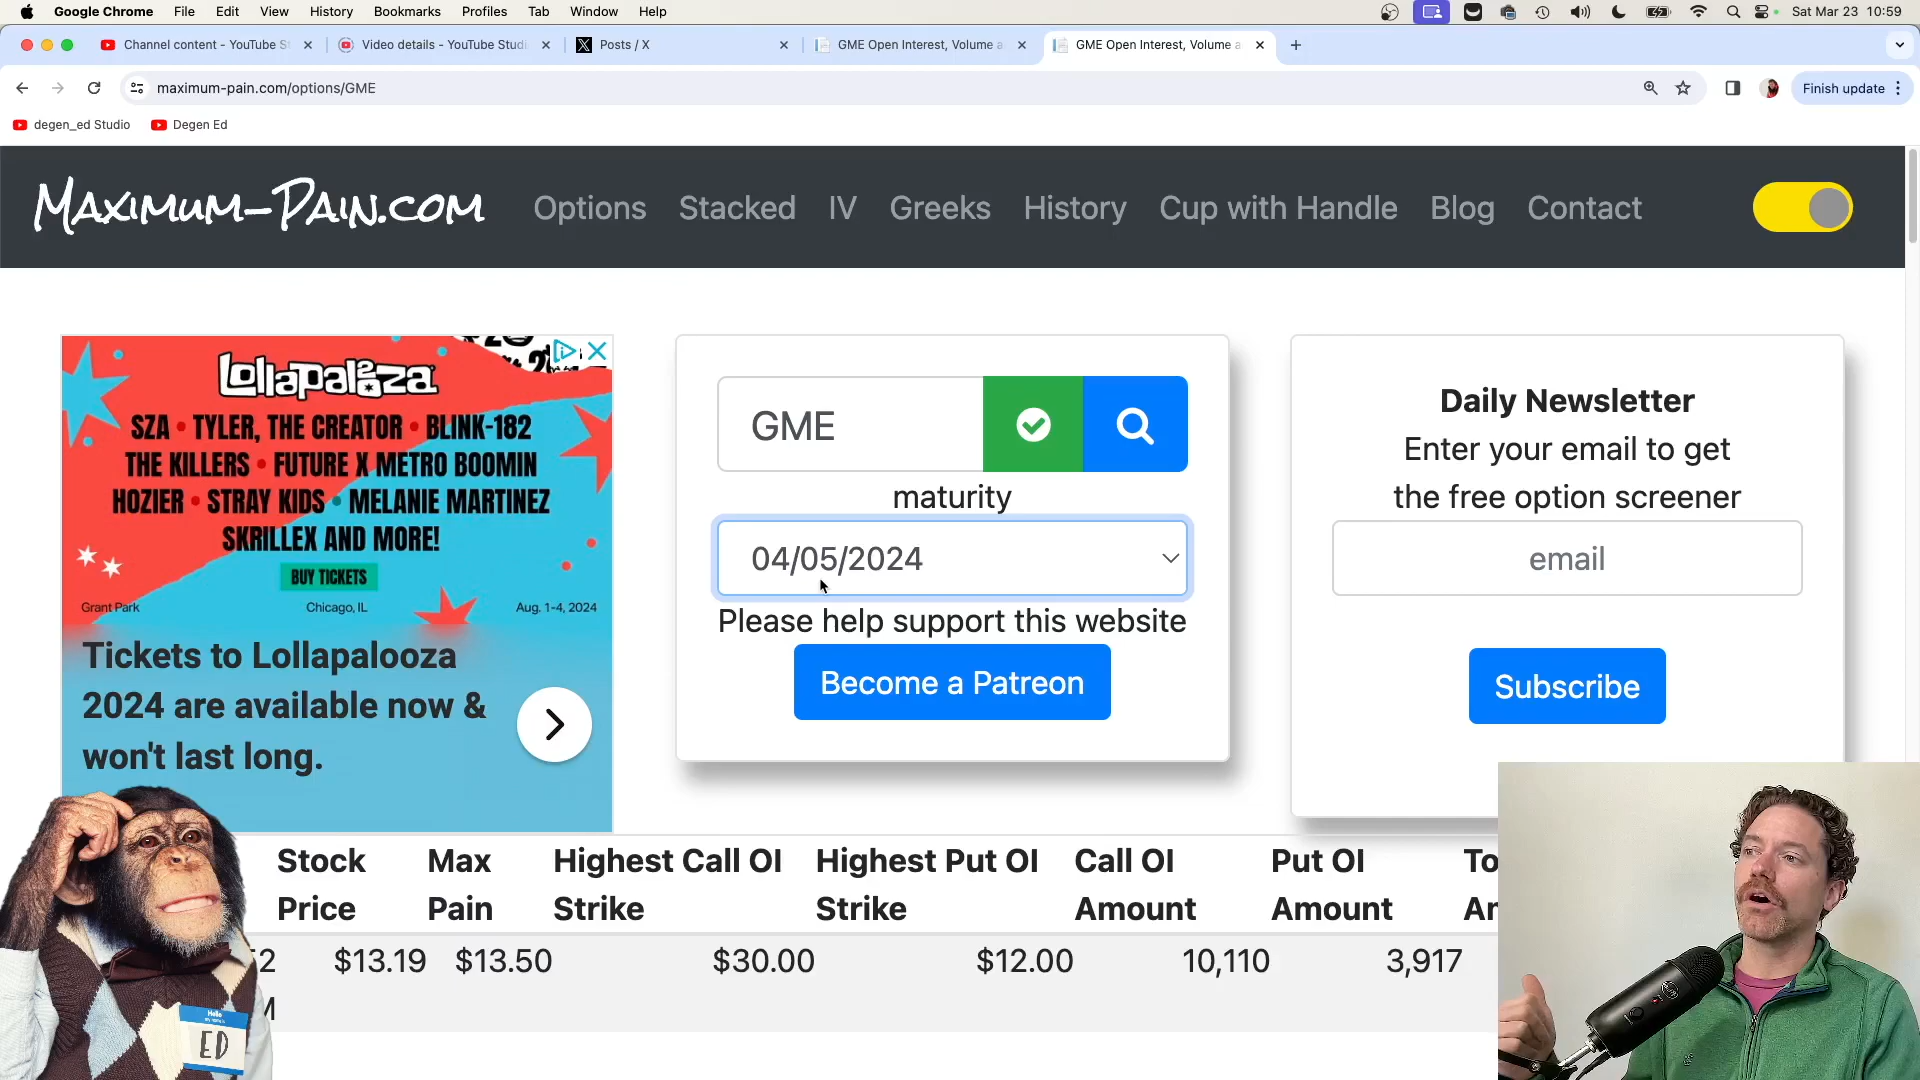 Google Chrome File Edit View History Bookmarks Profiles Tab Window Help Sat Mar 23 10:59
Channel content - YouTube S Video details - YouTube Studi Posts / X GME Open Interest, Volume a GME Open Interest, Volume a
maximum-pain.com/options/GME Finish update
degen_ed Studio Degen Ed
Maximum-Pain.com Options Stacked IV Greeks History Cup with Handle Blog Contact
Lollapalooza
SZA • TYLER, THE CREATOR • BLINK-182
THE KILLERS • FUTURE X METRO BOOMIN
HOZIER • STRAY KIDS • MELANIE MARTINEZ
SKRILLEX AND MORE!
BUY TICKETS
Grant Park Chicago, IL Aug. 1-4, 2024
Tickets to Lollapalooza
2024 are available now &
won't last long.
GME
maturity
04/05/2024
Please help support this website
Become a Patreon
Daily Newsletter
Enter your email to get
the free option screener
email
Subscribe
Stock Max Highest Call OI Highest Put OI Call OI Put OI To
Price Pain Strike Strike Amount Amount Ar
2 $13.19 $13.50 $30.00 $12.00 10,110 3,917
M
Hello
ED